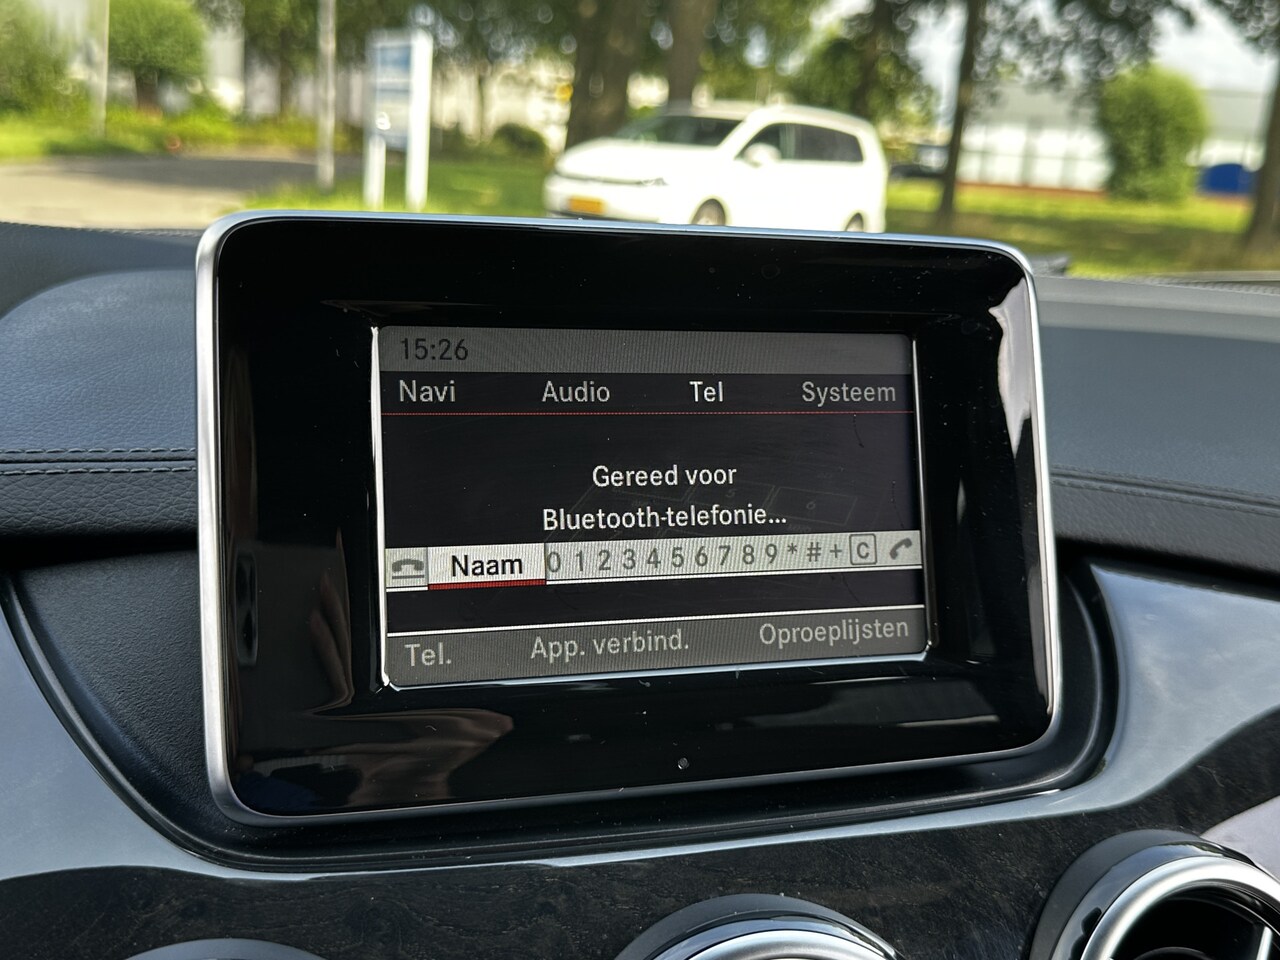 15:26
Navi Audio Tel Systeem
Gereed voor
Bluetooth-telefonie...
Naam 0 1 2 3 4 5 6 7 8 9 * # + C
Tel. App. verbind. Oproeplijsten